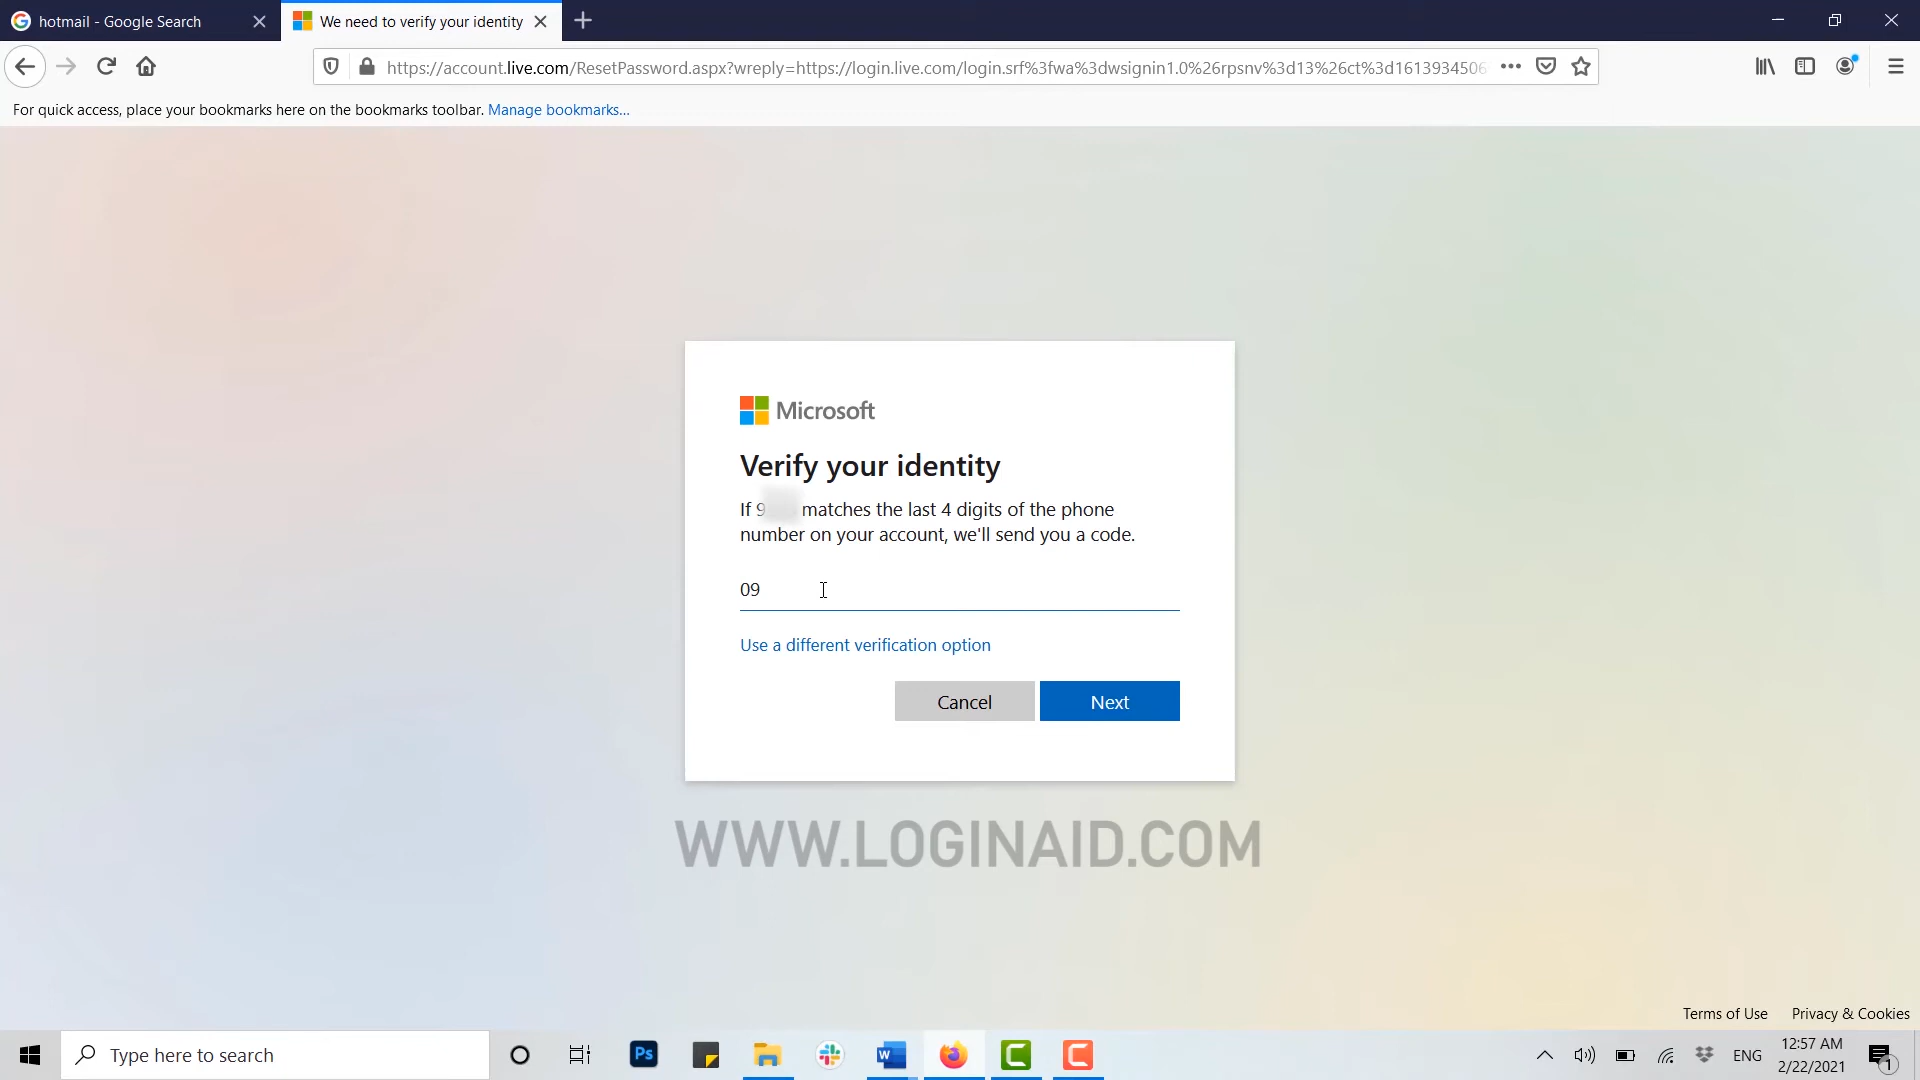 hotmail - Google Search
We need to verify your identity
https://account.live.com/ResetPassword.aspx?wreply=https://login.live.com/login.srf%3fwa%3dwsignin1.0%26rpsnv%3d13%26ct%3d1613934506
For quick access, place your bookmarks here on the bookmarks toolbar. Manage bookmarks...
Microsoft
Verify your identity
If 9 matches the last 4 digits of the phone
number on your account, we'll send you a code.
09
Use a different verification option
Cancel
Next
WWW.LOGINAID.COM
Terms of Use
Privacy & Cookies
Type here to search
Ps
W
ENG
12:57 AM
2/22/2021
1